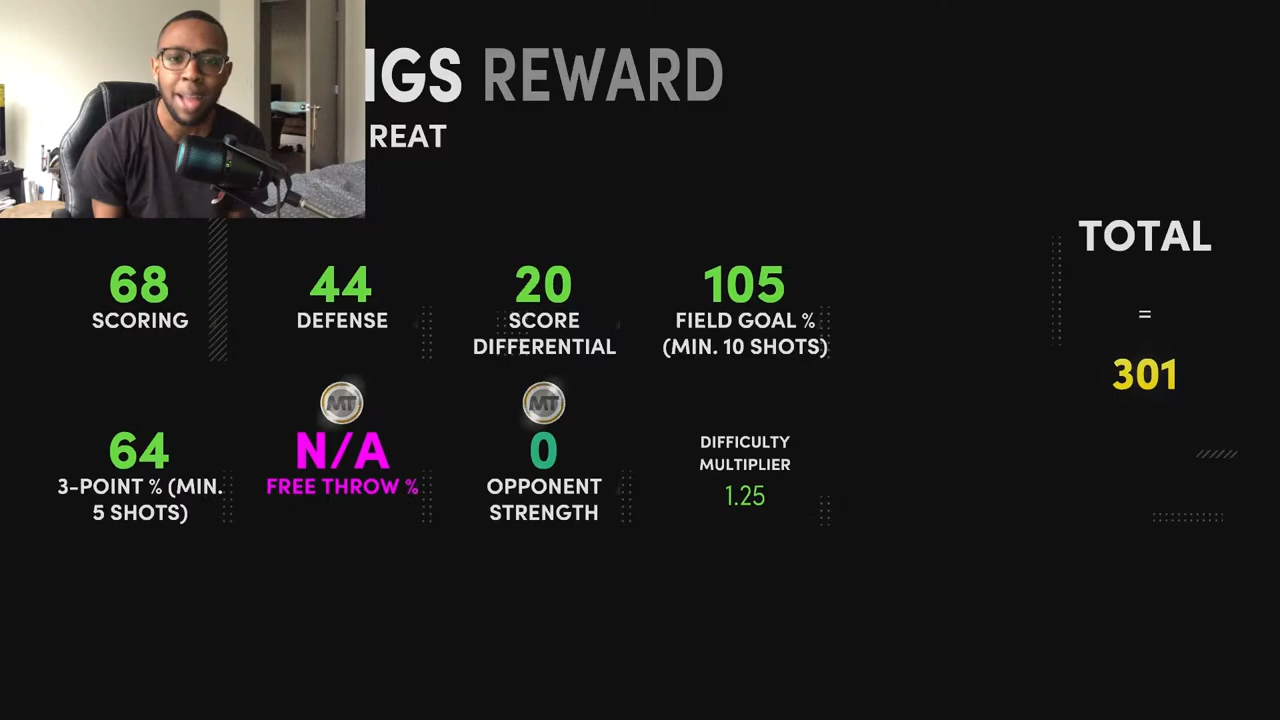 IGS REWARD
REAT
TOTAL
68
SCORING
44
DEFENSE
20
SCORE
DIFFERENTIAL
105
FIELD GOAL %
(MIN. 10 SHOTS)
=
301
MT
MT
64
3-POINT % (MIN.
5 SHOTS)
N/A
FREE THROW %
0
OPPONENT
STRENGTH
DIFFICULTY
MULTIPLIER
1.25